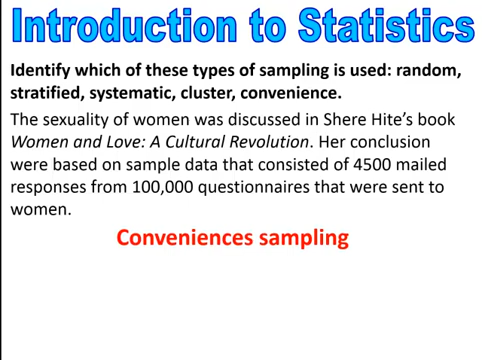 Introduction to Statistics
Identify which of these types of sampling is used: random,
stratified, systematic, cluster, convenience.
The sexuality of women was discussed in Shere Hite's book
Women and Love: A Cultural Revolution. Her conclusion
were based on sample data that consisted of 4500 mailed
responses from 100,000 questionnaires that were sent to
women.
Conveniences sampling